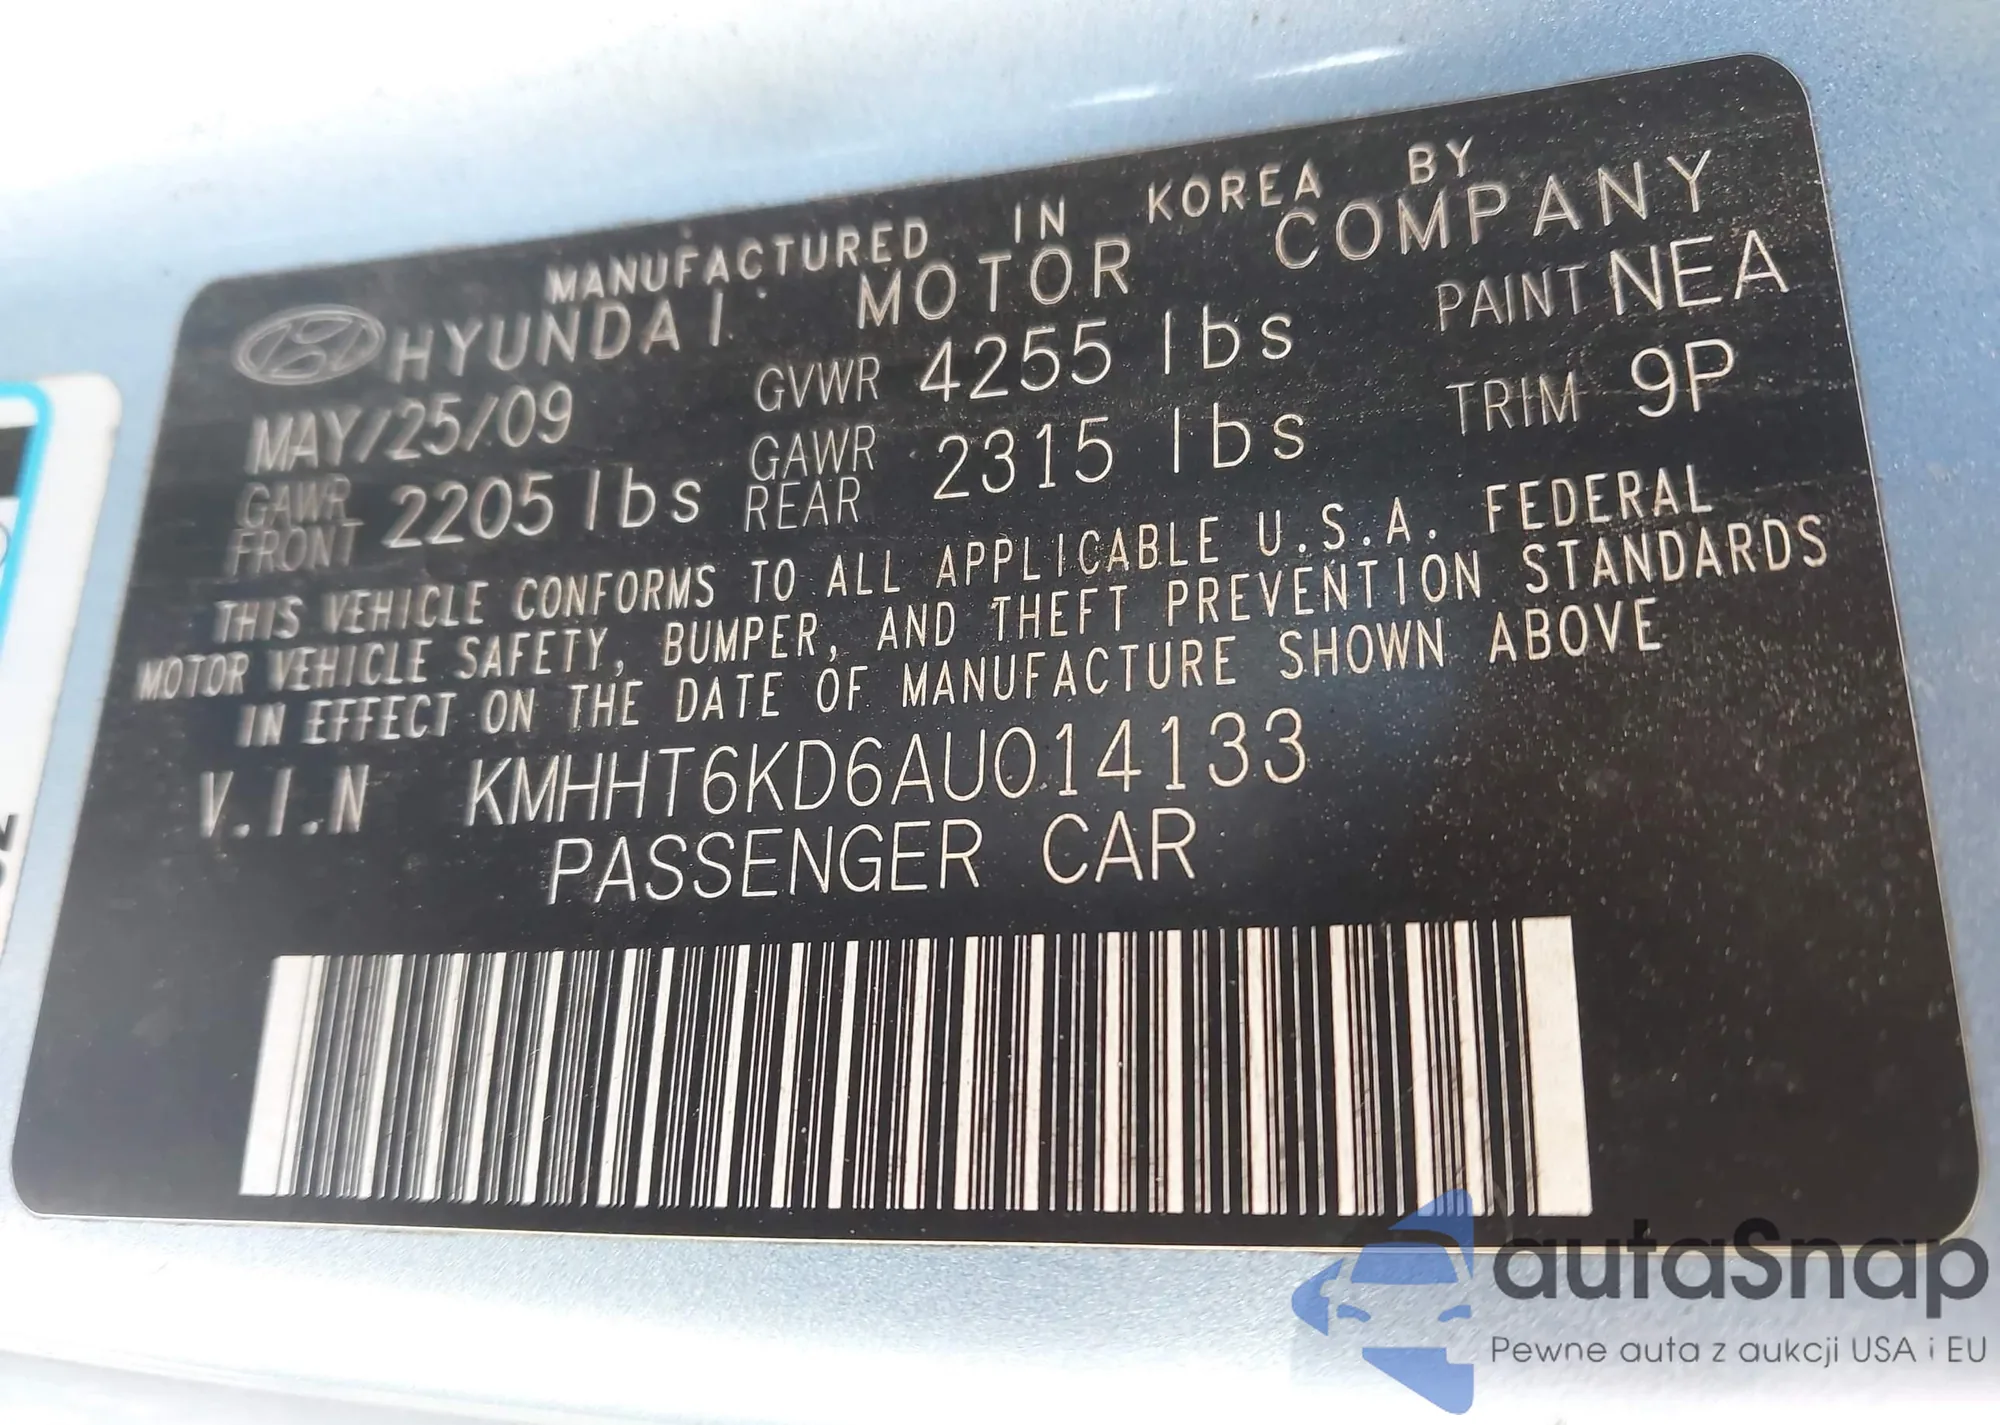 MANUFACTURED IN KOREA BY
HYUNDAI MOTOR COMPANY
MAY/25/09 GVWR 4255 lbs PAINT NEA
GAWR FRONT 2205 lbs GAWR REAR 2315 lbs TRIM 9P
THIS VEHICLE CONFORMS TO ALL APPLICABLE U.S.A. FEDERAL
MOTOR VEHICLE SAFETY, BUMPER, AND THEFT PREVENTION STANDARDS
IN EFFECT ON THE DATE OF MANUFACTURE SHOWN ABOVE
V.I.N KMHHT6KD6AU014133
PASSENGER CAR
autaSnap
Pewne auta z aukcji USA i EU